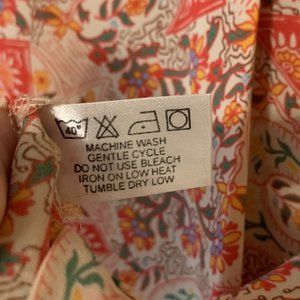 40°
MACHINE WASH
GENTLE CYCLE
DO NOT USE BLEACH
IRON ON LOW HEAT
TUMBLE DRY LOW